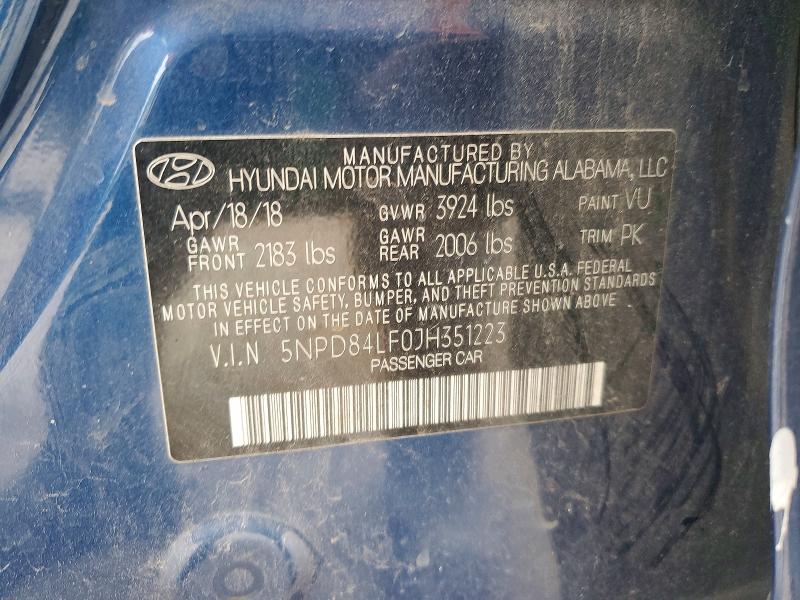 MANUFACTURED BY
HYUNDAI MOTOR MANUFACTURING ALABAMA, LLC
Apr/18/18 GVWR 3924 lbs PAINT VU
GAWR FRONT 2183 lbs GAWR REAR 2006 lbs TRIM PK
THIS VEHICLE CONFORMS TO ALL APPLICABLE U.S.A. FEDERAL
MOTOR VEHICLE SAFETY, BUMPER, AND THEFT PREVENTION STANDARDS
IN EFFECT ON THE DATE OF MANUFACTURE SHOWN ABOVE
V.I.N 5NPD84LF0JH351223
PASSENGER CAR